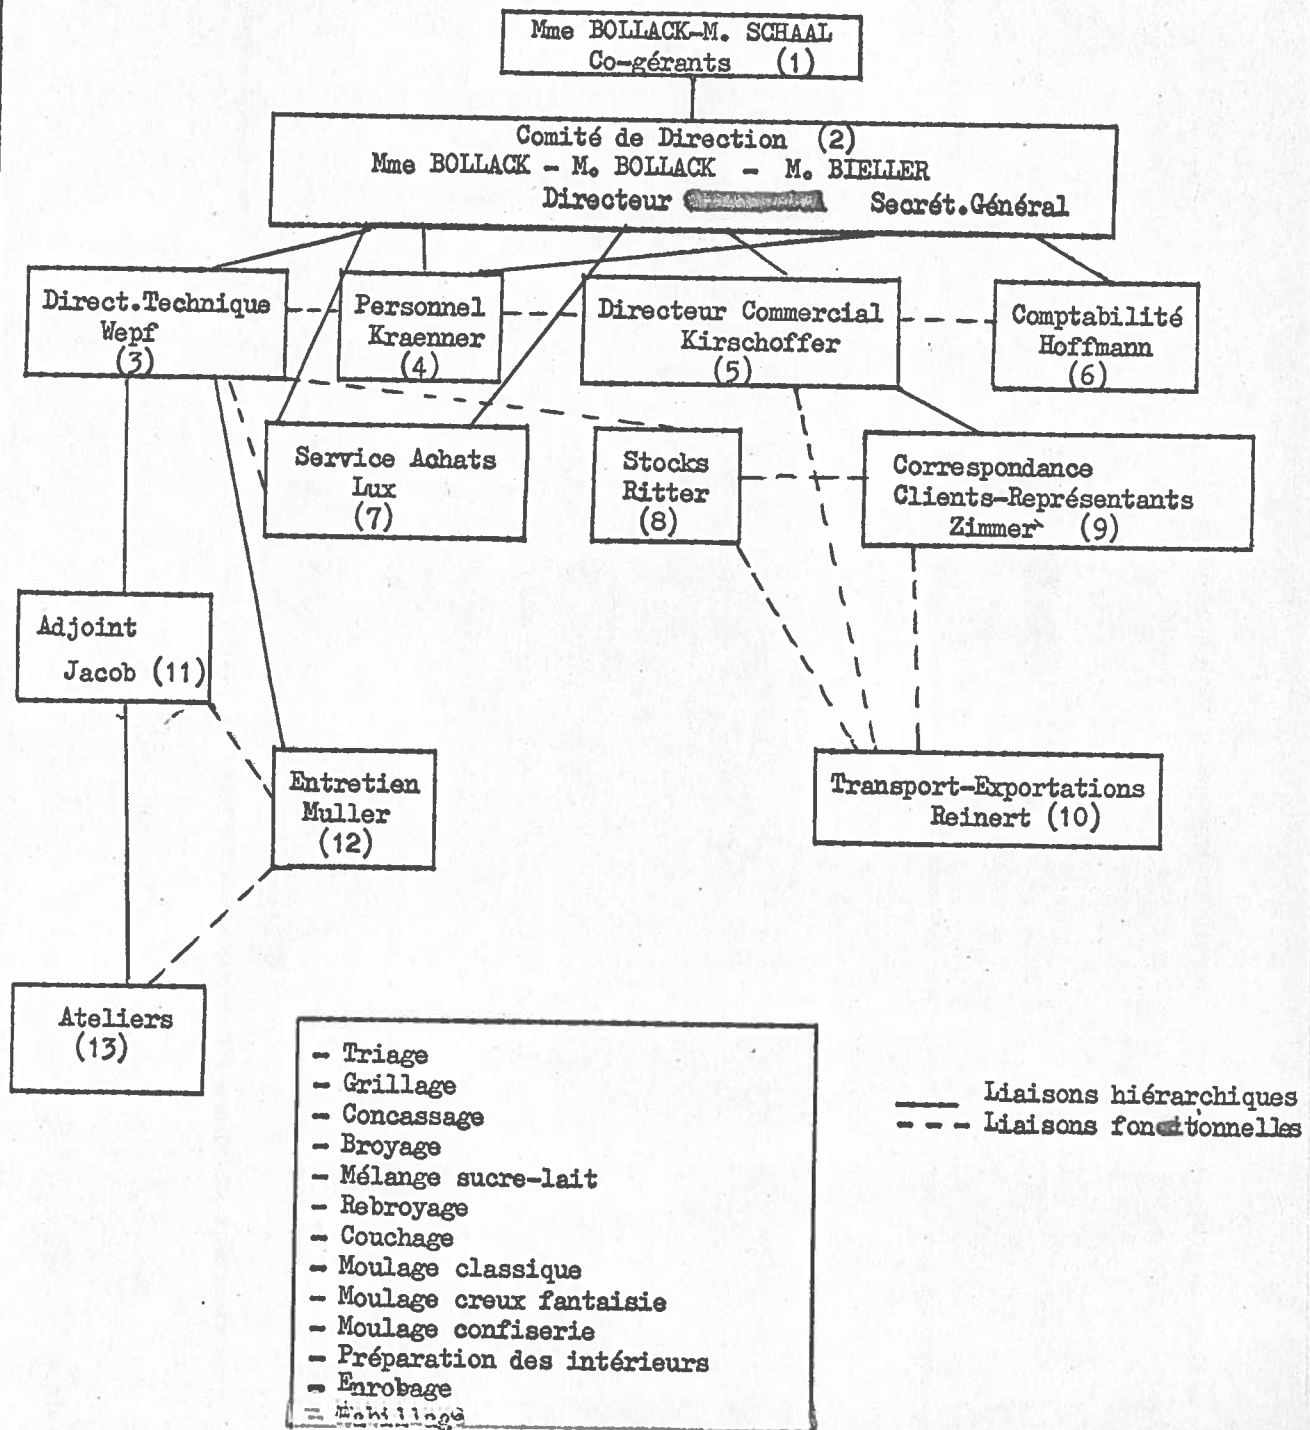 Mme BOLLACK-M. SCHAAL
Co-gérants (1)
Comité de Direction (2)
Mme BOLLACK - M. BOLLACK - M. BIELLER
Directeur Secrét.Général
Direct.Technique
Wepf
(3)
Personnel
Kraenner
(4)
Directeur Commercial
Kirschoffer
(5)
Comptabilité
Hoffmann
(6)
Service Achats
Lux
(7)
Stocks
Ritter
(8)
Correspondance
Clients-Représentants
Zimmer (9)
Adjoint
Jacob (11)
Entretien
Muller
(12)
Transport-Exportations
Reinert (10)
Ateliers
(13)
- Triage
- Grillage
- Concassage
- Broyage
- Mélange sucre-lait
- Rebroyage
- Couchage
- Moulage classique
- Moulage creux fantaisie
- Moulage confiserie
- Préparation des intérieurs
- Enrobage
Liaisons hiérarchiques
Liaisons fonctionnelles